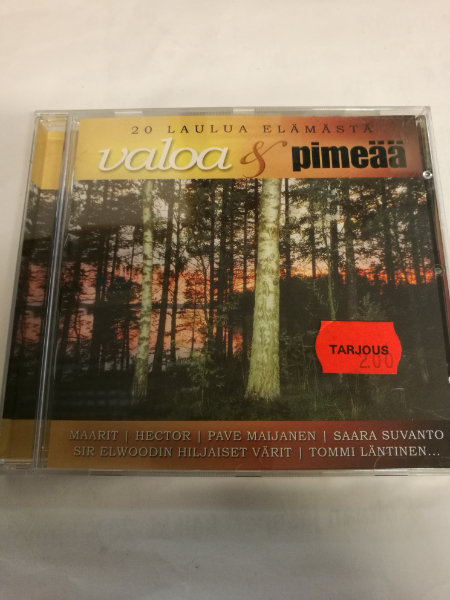 20 LAULUA ELÄMÄSTÄ
valoa & pimeää
TARJOUS
2.00
MAARIT | HECTOR | PAVE MAIJANEN | SAARA SUVANTO
SIR ELWOODIN HILJAISET VÄRIT | TOMMI LÄNTINEN...